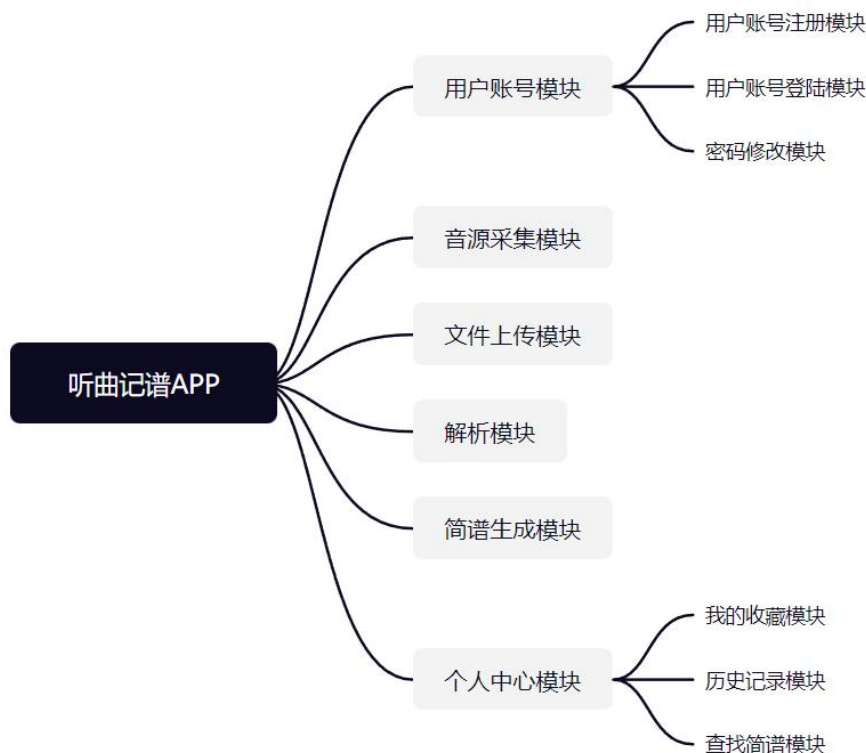 听曲记谱APP
用户账号模块
用户账号注册模块
用户账号登陆模块
密码修改模块
音源采集模块
文件上传模块
解析模块
简谱生成模块
个人中心模块
我的收藏模块
历史记录模块
查找简谱模块